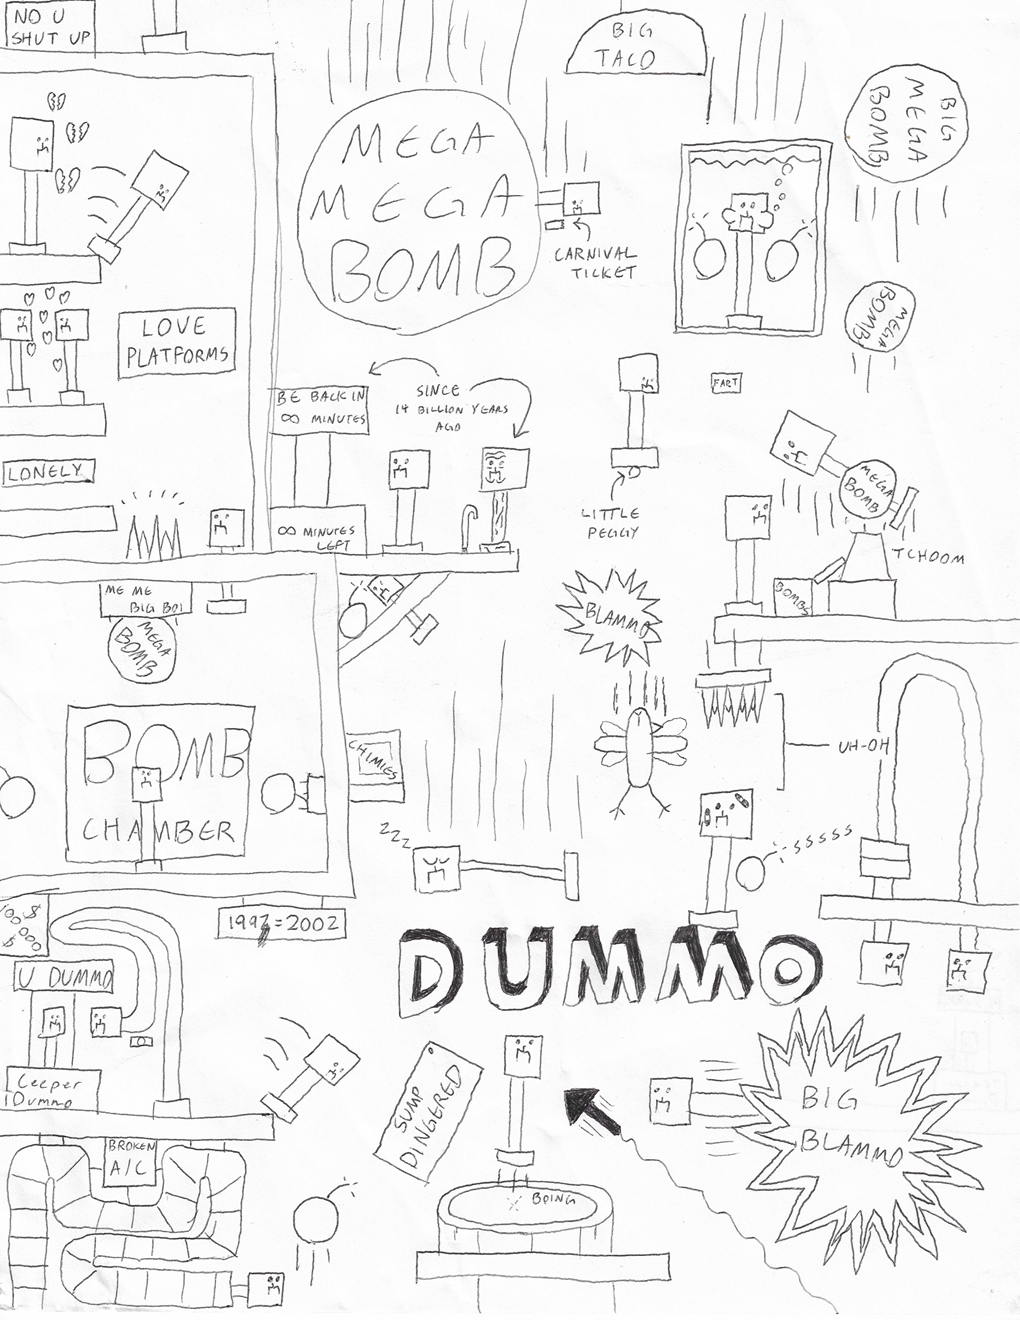 NO U
SHUT UP
BIG
TACO
MEGA
MEGA
BOMB
BIG
MEGA
BOMB
CARNIVAL
TICKET
MEGA
BOMB
LOVE
PLATFORMS
BE BACK IN
∞ MINUTES
SINCE
14 BILLION YEARS
AGO
FART
LONELY
∞ MINUTES
LEFT
LITTLE
PEGGY
MEGA
BOMB
TCHOOM
BOMBS
ME ME
BIG BOI
MEGA
BOMB
BLAMMO
UH-OH
CHIMIES
BOMB
CHAMBER
ZZZ
SSSSS
1997=2002
U DUMMO
DUMMO
Ceeper
Dummo
SUMP
DINGERED
BIG
BLAMMO
BROKEN
A/C
BOING